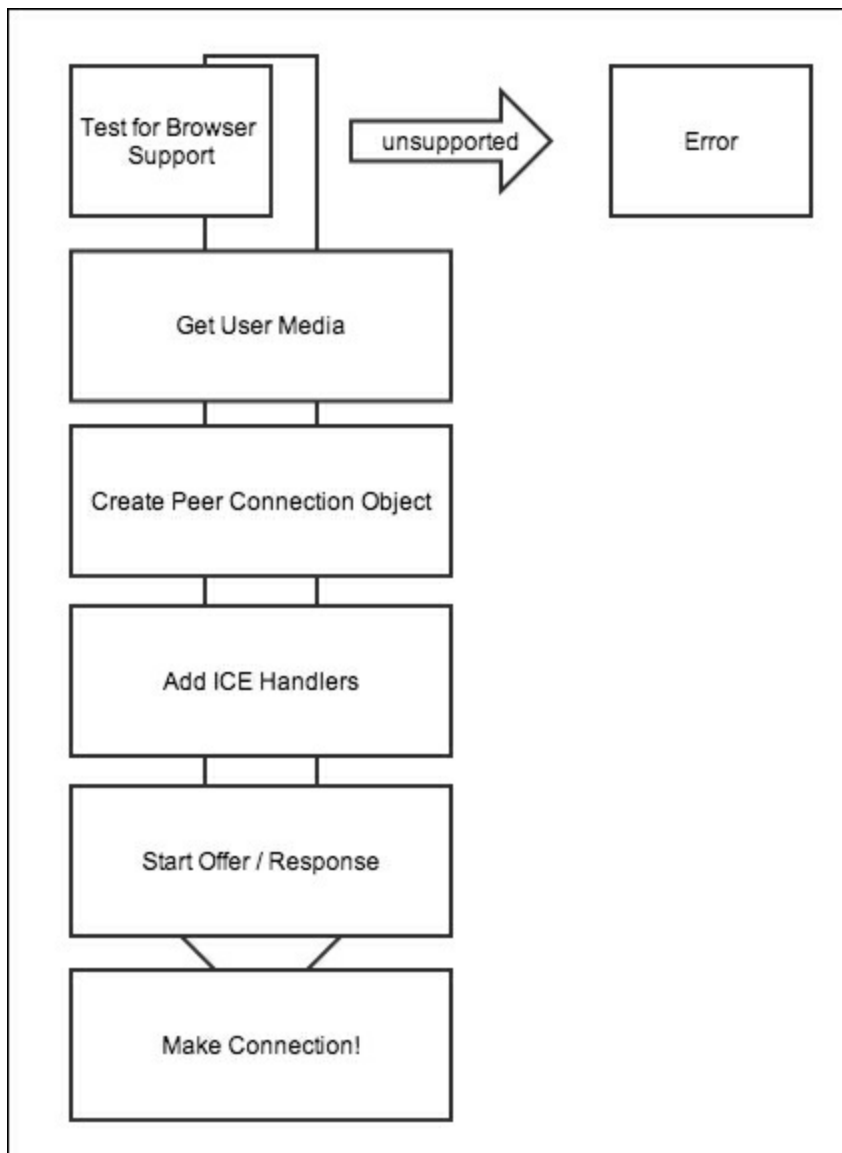 Test for Browser
Support
unsupported
Error
Get User Media
Create Peer Connection Object
Add ICE Handlers
Start Offer / Response
Make Connection!